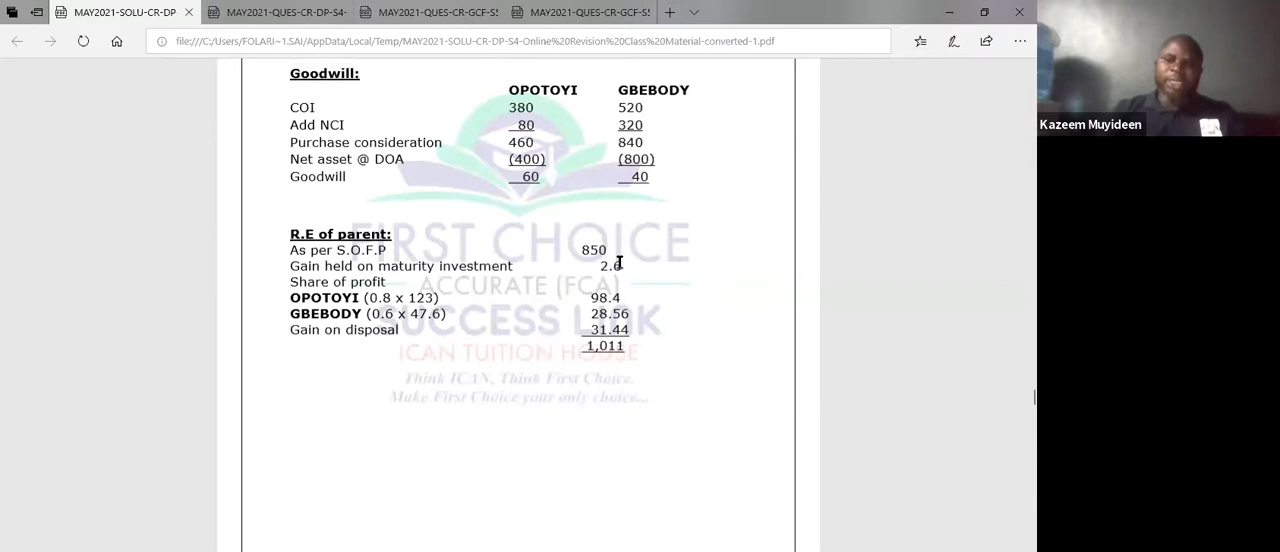 MAY2021-SOLU-CR-DP
MAY2021-QUES-CR-DP-S4-
MAY2021-QUES-CR-GCF-S5
MAY2021-QUES-CR-GCF-S5
file:///C:/Users/FOLARI~1.SAI/AppData/Local/Temp/MAY2021-SOLU-CR-DP-S4-Online%20Revision%20Class%20Material-converted-1.pdf
Kazeem Muyideen
Goodwill:
OPOTOYI GBEBODY
COI 380 520
Add NCI 80 320
Purchase consideration 460 840
Net asset @ DOA (400) (800)
Goodwill 60 40
R.E of parent:
As per S.O.F.P 850
Gain held on maturity investment 2.6
Share of profit
OPOTOYI (0.8 x 123) 98.4
GBEBODY (0.6 x 47.6) 28.56
Gain on disposal 31.44
1,011
FIRST CHOICE
ACCURATE (FCA)
SUCCESS LINK
ICAN TUITION HOUSE
Think ICAN, Think First Choice.
Make First Choice your only choice...